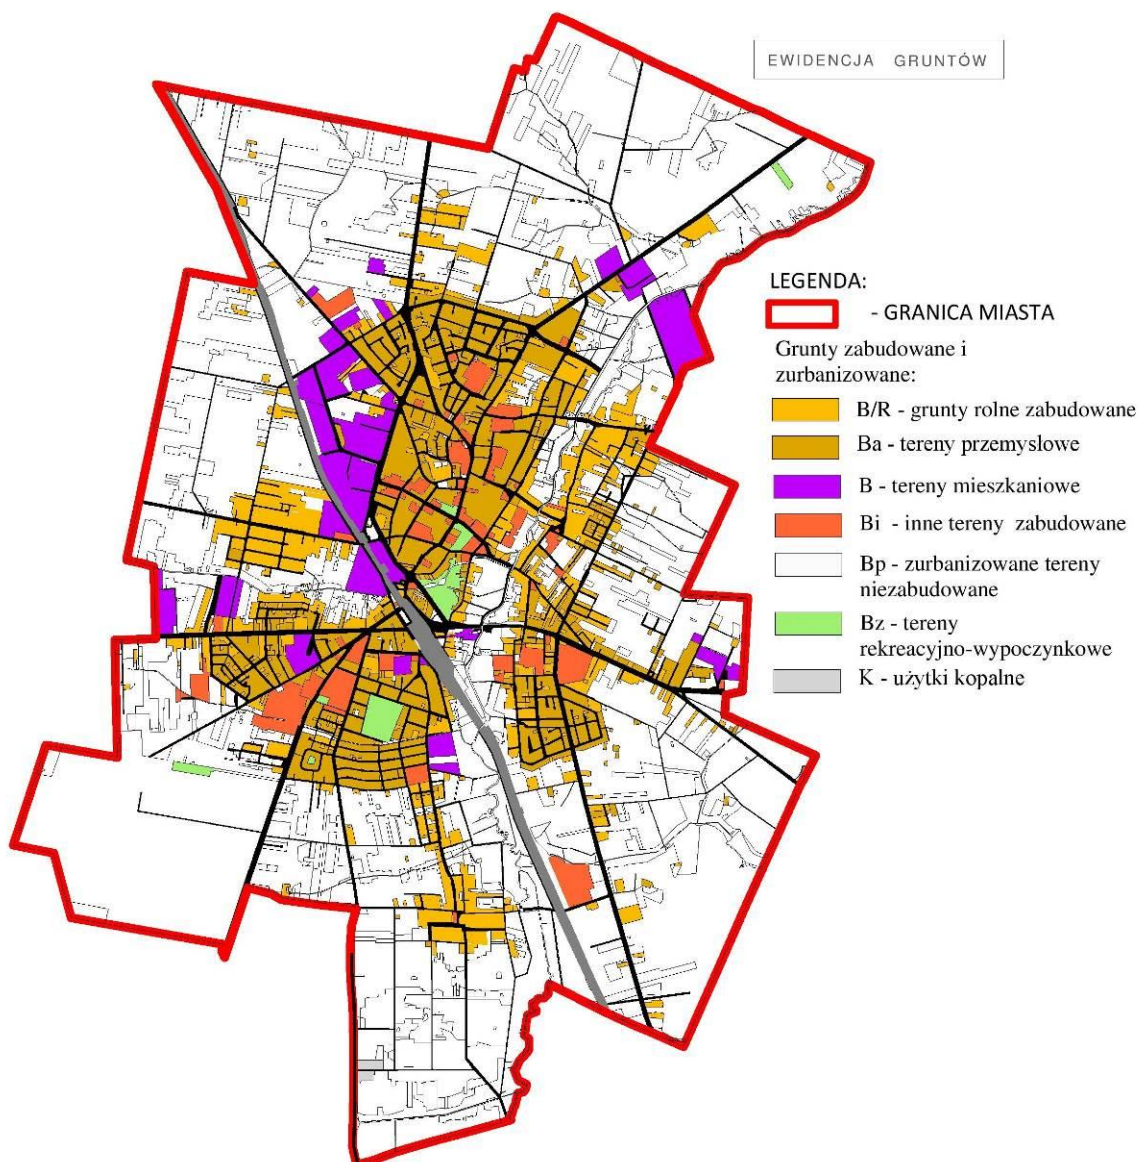 EWIDENCJA GRUNTÓW
LEGENDA:
- GRANICA MIASTA
Grunty zabudowane i
zurbanizowane:
B/R - grunty rolne zabudowane
Ba - tereny przemysłowe
B - tereny mieszkaniowe
Bi - inne tereny zabudowane
Bp - zurbanizowane tereny
niezabudowane
Bz - tereny
rekreacyjno-wypoczynkowe
K - użytki kopalne